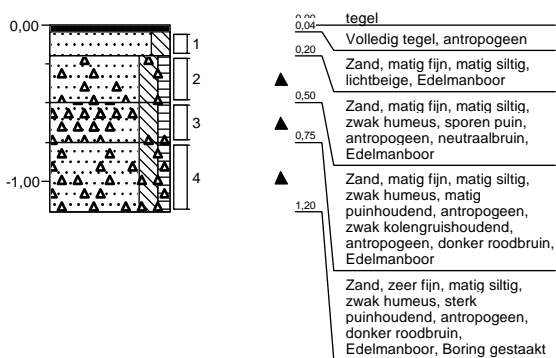 0,00
-1,00
1
2
3
4
0,00
tegel
0,04
Volledig tegel, antropogeen
0,20
Zand, matig fijn, matig siltig,
lichtbeige, Edelmanboor
0,50
Zand, matig fijn, matig siltig,
zwak humeus, sporen puin,
antropogeen, neutraalbruin,
Edelmanboor
0,75
Zand, matig fijn, matig siltig,
zwak humeus, matig
puinhoudend, antropogeen,
zwak kolengruishoudend,
antropogeen, donker roodbruin,
Edelmanboor
1,20
Zand, zeer fijn, matig siltig,
zwak humeus, sterk
puinhoudend, antropogeen,
donker roodbruin,
Edelmanboor, Boring gestaakt